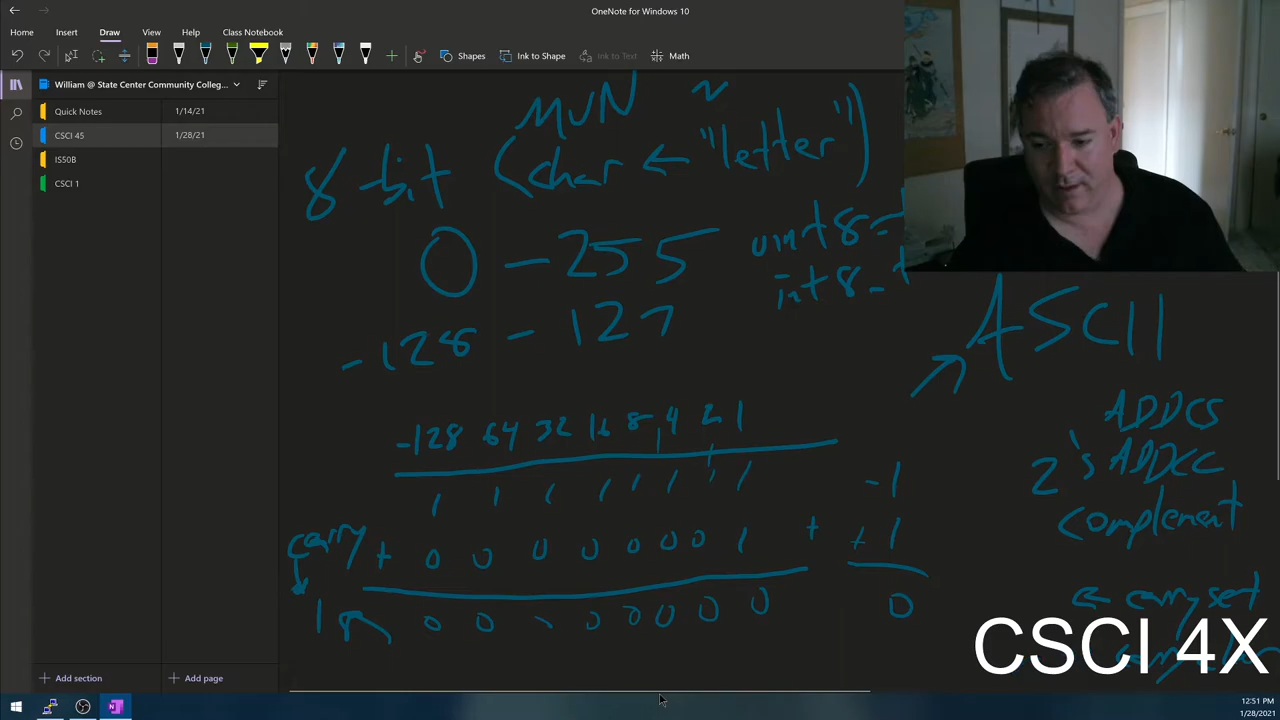 OneNote for Windows 10
Home Insert Draw View Help Class Notebook
Shapes Ink to Shape Ink to Text Math
William @ State Center Community Colleg...
Quick Notes 1/14/21
CSCI 45 1/28/21
IS50B
CSCI 1
MVN ~
8-bit (char ← "letter")
0 - 255 uint8_t
-128 - 127 int8_t
ASCII
-128 64 32 16 8 4 2 1
1 1 1 1 1 1 1 1 -1
carry + 0 0 0 0 0 0 0 1 + + 1
1 0 0 0 0 0 0 0 0
ADDCS
2's ADDCC
complement
← carry set
CSCI 4X
Add section Add page
12:51 PM
1/28/2021